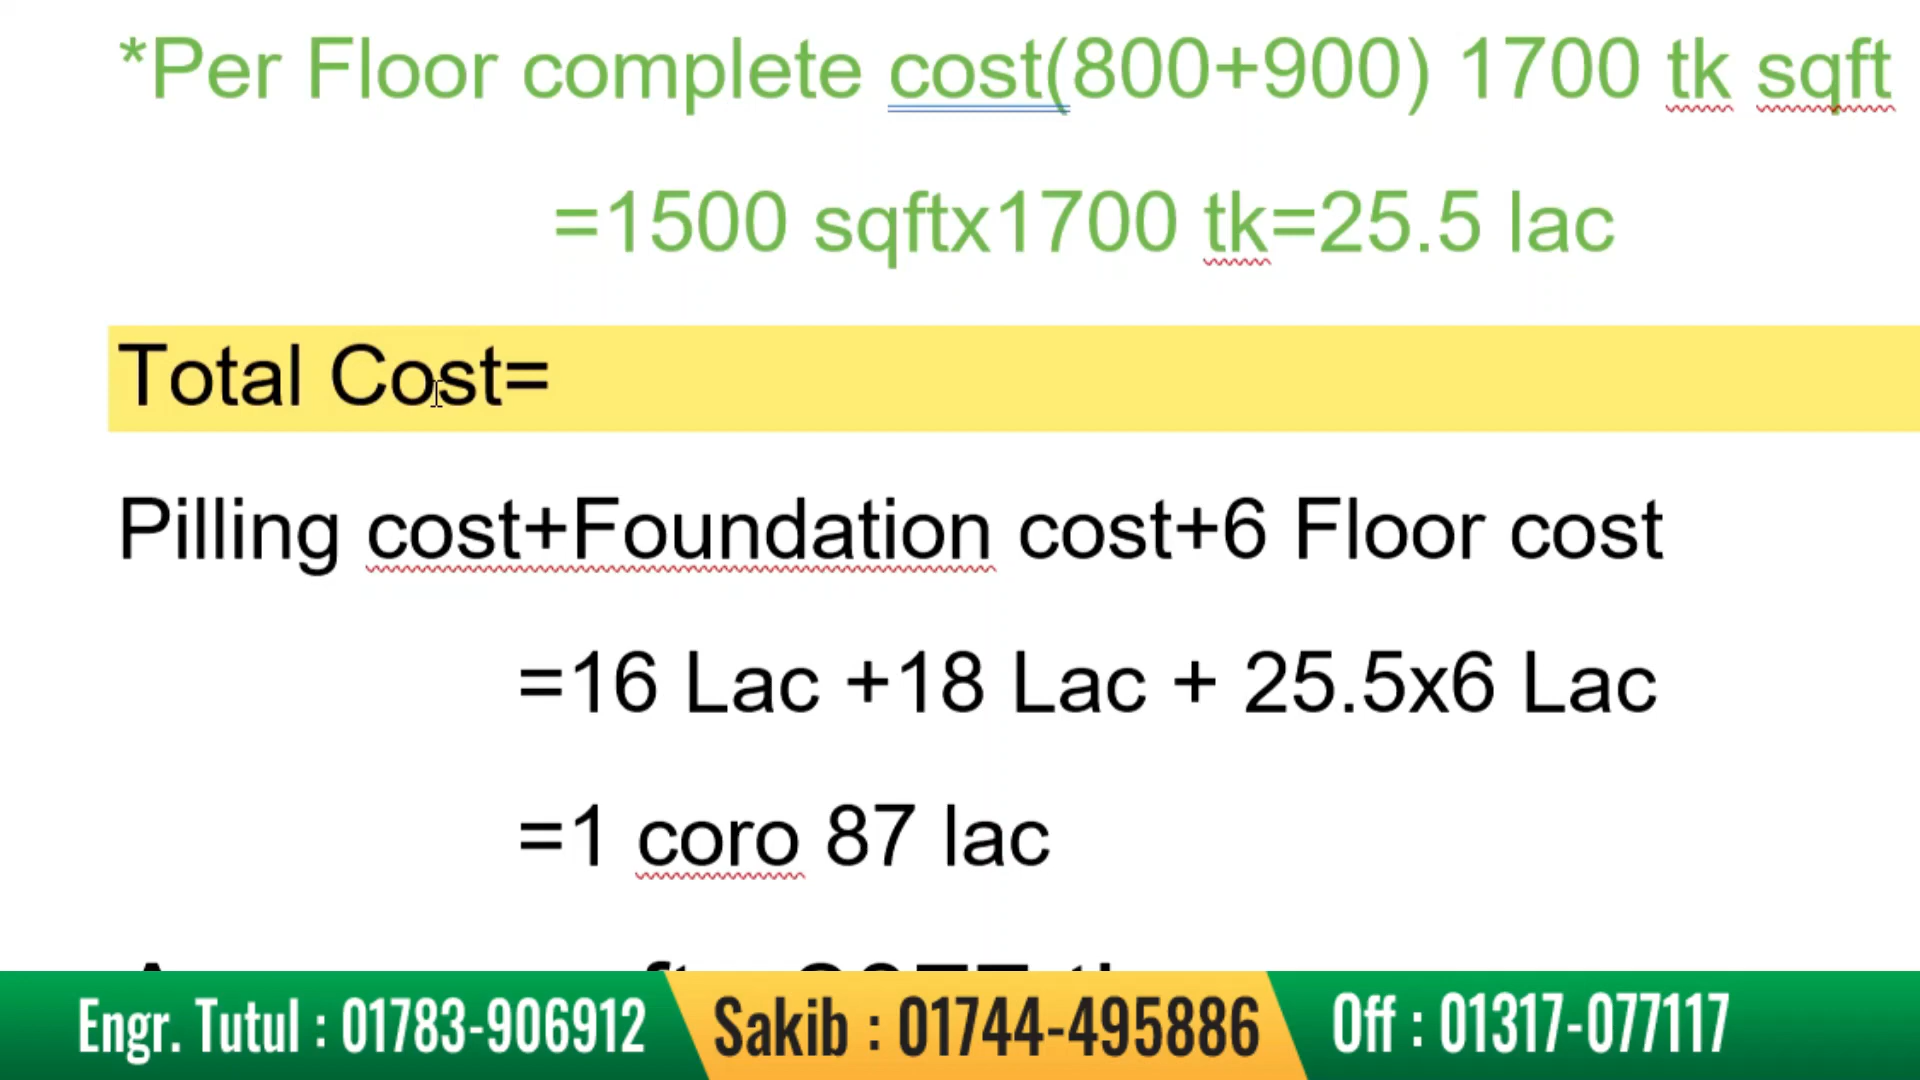 *Per Floor complete cost(800+900) 1700 tk sqft
=1500 sqftx1700 tk=25.5 lac
Total Cost=
Pilling cost+Foundation cost+6 Floor cost
=16 Lac +18 Lac + 25.5x6 Lac
=1 coro 87 lac
Engr. Tutul : 01783-906912 Sakib : 01744-495886 Off : 01317-077117